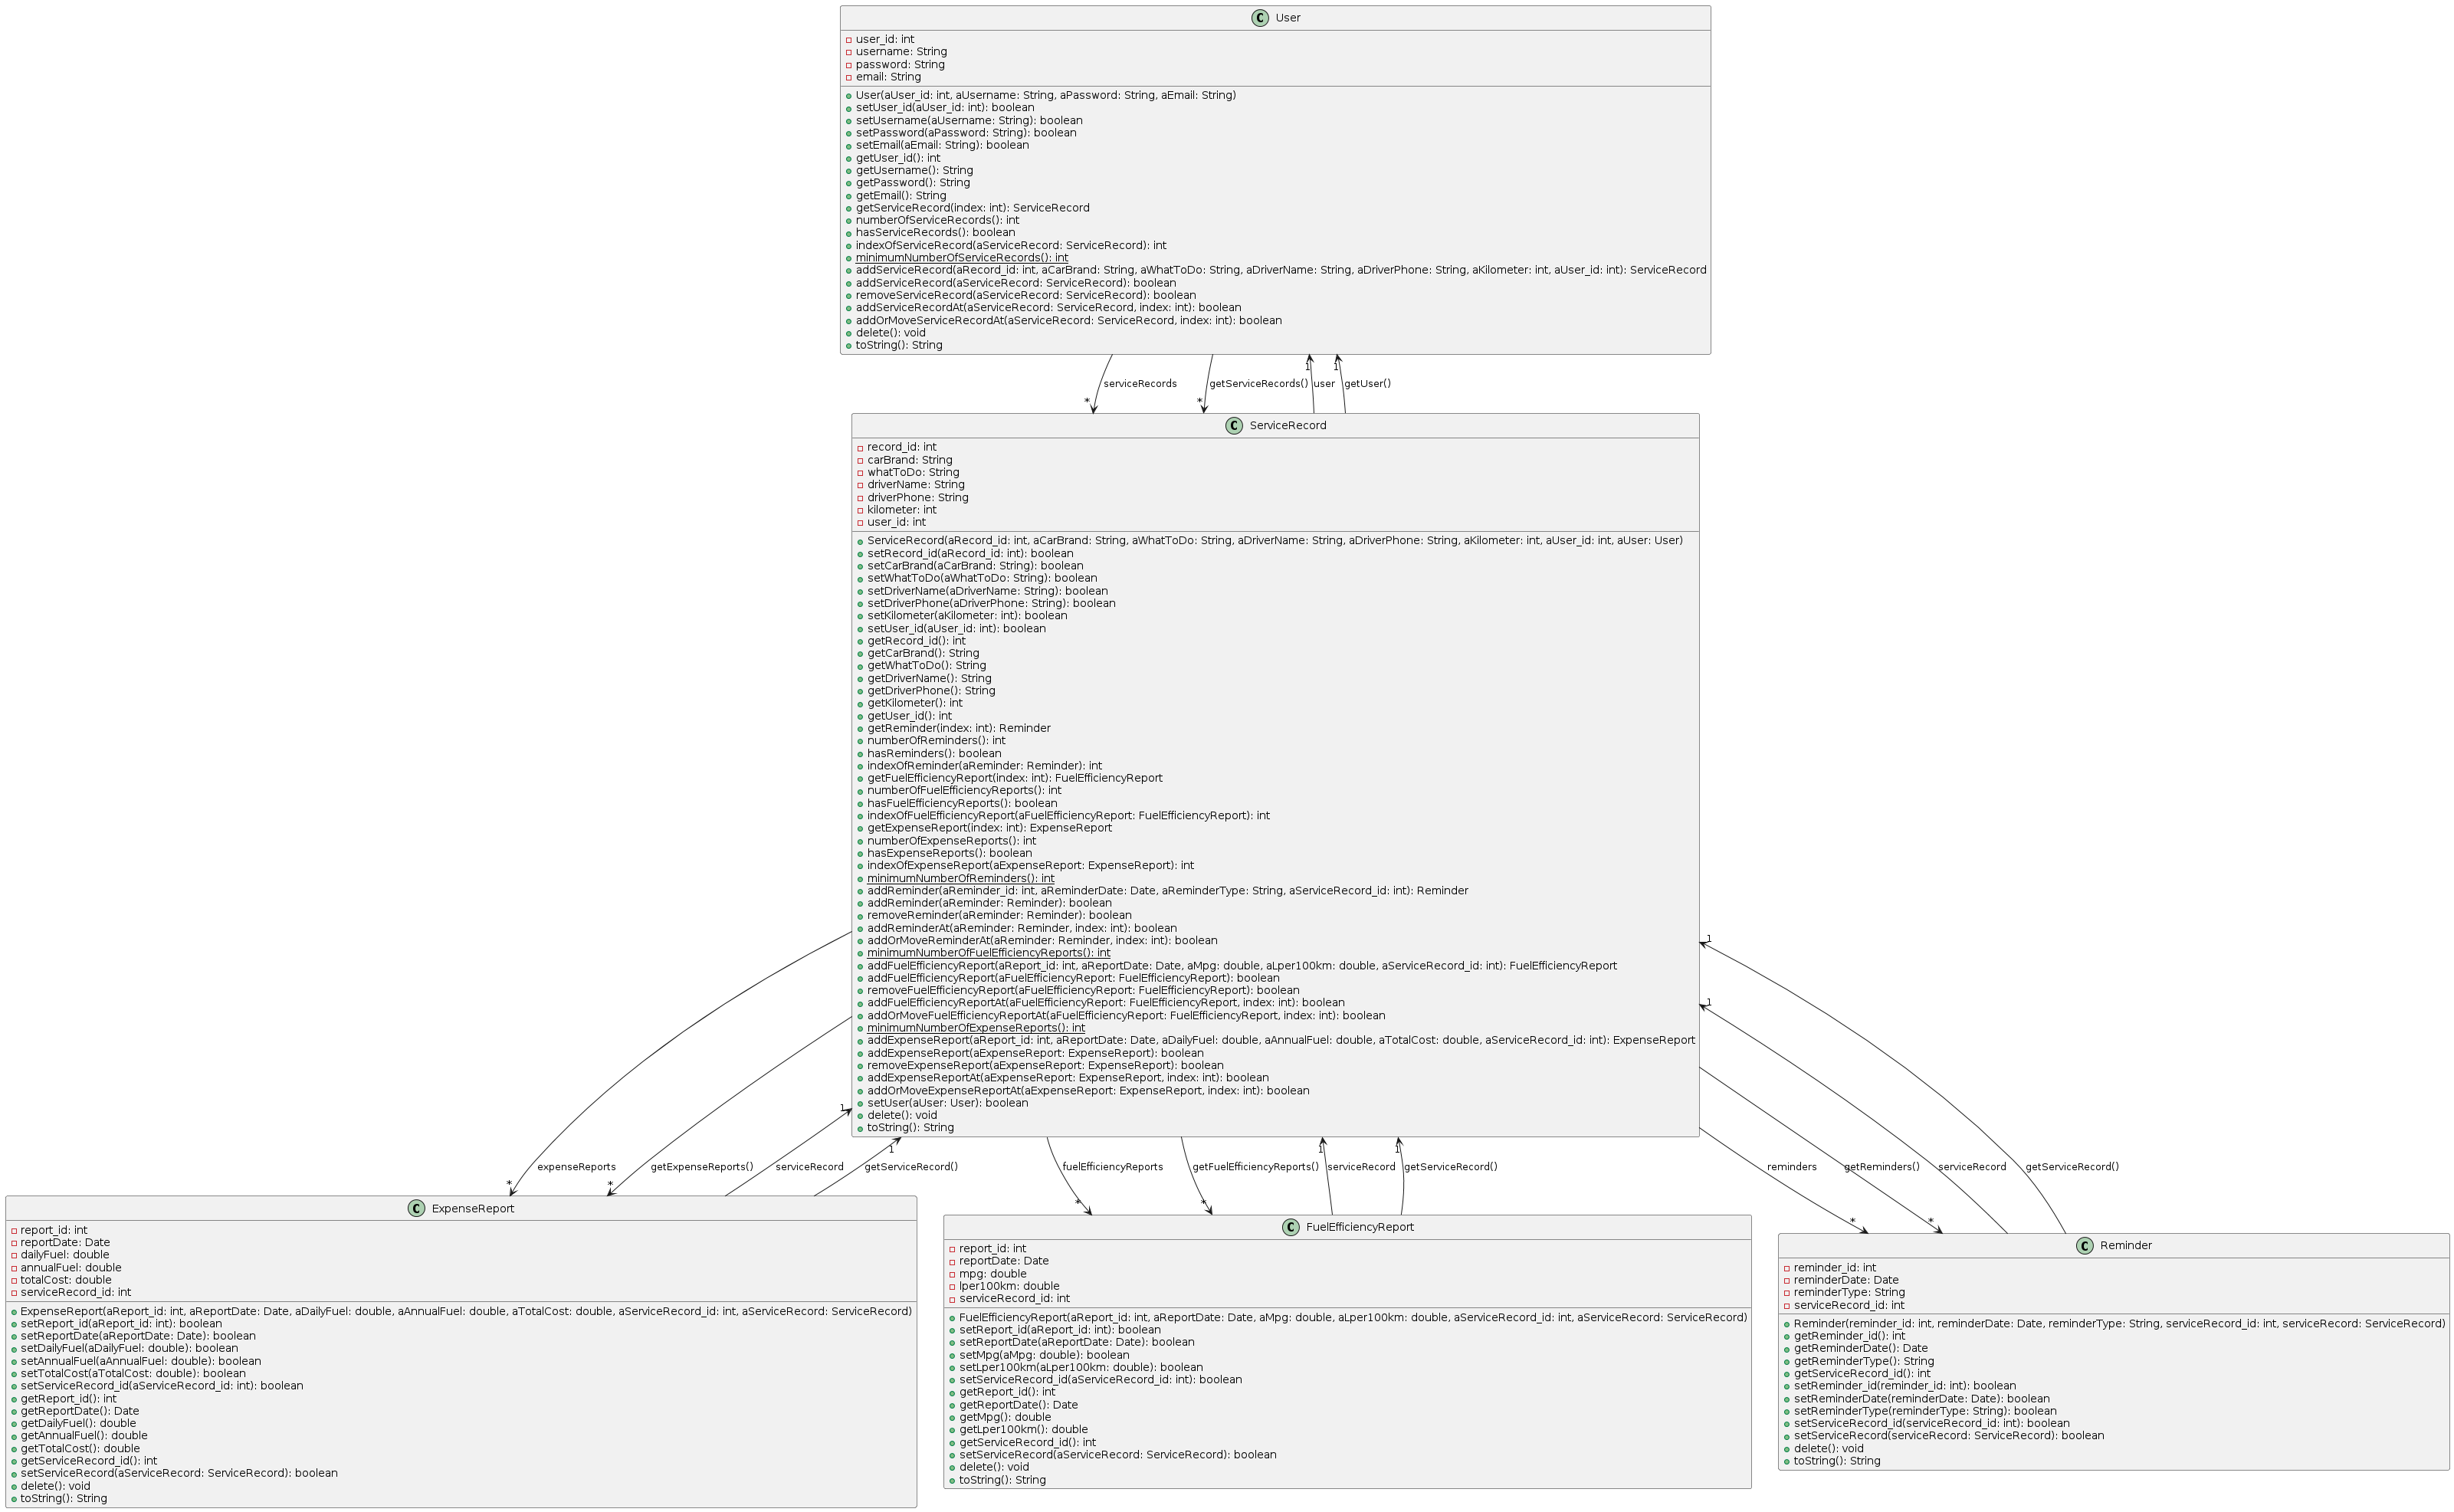 C User
user_id: int
username: String
password: String
email: String
User(aUser_id: int, aUsername: String, aPassword: String, aEmail: String)
setUser_id(aUser_id: int): boolean
setUsername(aUsername: String): boolean
setPassword(aPassword: String): boolean
setEmail(aEmail: String): boolean
getUser_id(): int
getUsername(): String
getPassword(): String
getEmail(): String
getServiceRecord(index: int): ServiceRecord
numberOfServiceRecords(): int
hasServiceRecords(): boolean
indexOfServiceRecord(aServiceRecord: ServiceRecord): int
minimumNumberOfServiceRecords(): int
addServiceRecord(aRecord_id: int, aCarBrand: String, aWhatToDo: String, aDriverName: String, aDriverPhone: String, aKilometer: int, aUser_id: int): ServiceRecord
addServiceRecord(aServiceRecord: ServiceRecord): boolean
removeServiceRecord(aServiceRecord: ServiceRecord): boolean
addServiceRecordAt(aServiceRecord: ServiceRecord, index: int): boolean
addOrMoveServiceRecordAt(aServiceRecord: ServiceRecord, index: int): boolean
delete(): void
toString(): String
1 1
serviceRecords getServiceRecords() user getUser()
* *
C ServiceRecord
record_id: int
carBrand: String
whatToDo: String
driverName: String
driverPhone: String
kilometer: int
user_id: int
ServiceRecord(aRecord_id: int, aCarBrand: String, aWhatToDo: String, aDriverName: String, aDriverPhone: String, aKilometer: int, aUser_id: int, aUser: User)
setRecord_id(aRecord_id: int): boolean
setCarBrand(aCarBrand: String): boolean
setWhatToDo(aWhatToDo: String): boolean
setDriverName(aDriverName: String): boolean
setDriverPhone(aDriverPhone: String): boolean
setKilometer(aKilometer: int): boolean
setUser_id(aUser_id: int): boolean
getRecord_id(): int
getCarBrand(): String
getWhatToDo(): String
getDriverName(): String
getDriverPhone(): String
getKilometer(): int
getUser_id(): int
getReminder(index: int): Reminder
numberOfReminders(): int
hasReminders(): boolean
indexOfReminder(aReminder: Reminder): int
getFuelEfficiencyReport(index: int): FuelEfficiencyReport
numberOfFuelEfficiencyReports(): int
hasFuelEfficiencyReports(): boolean
indexOfFuelEfficiencyReport(aFuelEfficiencyReport: FuelEfficiencyReport): int
getExpenseReport(index: int): ExpenseReport
numberOfExpenseReports(): int
hasExpenseReports(): boolean
indexOfExpenseReport(aExpenseReport: ExpenseReport): int
minimumNumberOfReminders(): int
addReminder(aReminder_id: int, aReminderDate: Date, aReminderType: String, aServiceRecord_id: int): Reminder
addReminder(aReminder: Reminder): boolean
removeReminder(aReminder: Reminder): boolean
addReminderAt(aReminder: Reminder, index: int): boolean
addOrMoveReminderAt(aReminder: Reminder, index: int): boolean
minimumNumberOfFuelEfficiencyReports(): int
addFuelEfficiencyReport(aReport_id: int, aReportDate: Date, aMpg: double, aLper100km: double, aServiceRecord_id: int): FuelEfficiencyReport
addFuelEfficiencyReport(aFuelEfficiencyReport: FuelEfficiencyReport): boolean
removeFuelEfficiencyReport(aFuelEfficiencyReport: FuelEfficiencyReport): boolean
addFuelEfficiencyReportAt(aFuelEfficiencyReport: FuelEfficiencyReport, index: int): boolean
addOrMoveFuelEfficiencyReportAt(aFuelEfficiencyReport: FuelEfficiencyReport, index: int): boolean
minimumNumberOfExpenseReports(): int
addExpenseReport(aReport_id: int, aReportDate: Date, aDailyFuel: double, aAnnualFuel: double, aTotalCost: double, aServiceRecord_id: int): ExpenseReport
addExpenseReport(aExpenseReport: ExpenseReport): boolean
removeExpenseReport(aExpenseReport: ExpenseReport): boolean
addExpenseReportAt(aExpenseReport: ExpenseReport, index: int): boolean
addOrMoveExpenseReportAt(aExpenseReport: ExpenseReport, index: int): boolean
setUser(aUser: User): boolean
delete(): void
toString(): String
1
1
1
1 1 1
expenseReports getExpenseReports() serviceRecord getServiceRecord() fuelEfficiencyReports getFuelEfficiencyReports() serviceRecord getServiceRecord() reminders getReminders() serviceRecord getServiceRecord()
* * * * * *
C ExpenseReport
report_id: int
reportDate: Date
dailyFuel: double
annualFuel: double
totalCost: double
serviceRecord_id: int
ExpenseReport(aReport_id: int, aReportDate: Date, aDailyFuel: double, aAnnualFuel: double, aTotalCost: double, aServiceRecord_id: int, aServiceRecord: ServiceRecord)
setReport_id(aReport_id: int): boolean
setReportDate(aReportDate: Date): boolean
setDailyFuel(aDailyFuel: double): boolean
setAnnualFuel(aAnnualFuel: double): boolean
setTotalCost(aTotalCost: double): boolean
setServiceRecord_id(aServiceRecord_id: int): boolean
getReport_id(): int
getReportDate(): Date
getDailyFuel(): double
getAnnualFuel(): double
getTotalCost(): double
getServiceRecord_id(): int
setServiceRecord(aServiceRecord: ServiceRecord): boolean
delete(): void
toString(): String
C FuelEfficiencyReport
report_id: int
reportDate: Date
mpg: double
lper100km: double
serviceRecord_id: int
FuelEfficiencyReport(aReport_id: int, aReportDate: Date, aMpg: double, aLper100km: double, aServiceRecord_id: int, aServiceRecord: ServiceRecord)
setReport_id(aReport_id: int): boolean
setReportDate(aReportDate: Date): boolean
setMpg(aMpg: double): boolean
setLper100km(aLper100km: double): boolean
setServiceRecord_id(aServiceRecord_id: int): boolean
getReport_id(): int
getReportDate(): Date
getMpg(): double
getLper100km(): double
getServiceRecord_id(): int
setServiceRecord(aServiceRecord: ServiceRecord): boolean
delete(): void
toString(): String
C Reminder
reminder_id: int
reminderDate: Date
reminderType: String
serviceRecord_id: int
Reminder(reminder_id: int, reminderDate: Date, reminderType: String, serviceRecord_id: int, serviceRecord: ServiceRecord)
getReminder_id(): int
getReminderDate(): Date
getReminderType(): String
getServiceRecord_id(): int
setReminder_id(reminder_id: int): boolean
setReminderDate(reminderDate: Date): boolean
setReminderType(reminderType: String): boolean
setServiceRecord_id(serviceRecord_id: int): boolean
setServiceRecord(serviceRecord: ServiceRecord): boolean
delete(): void
toString(): String